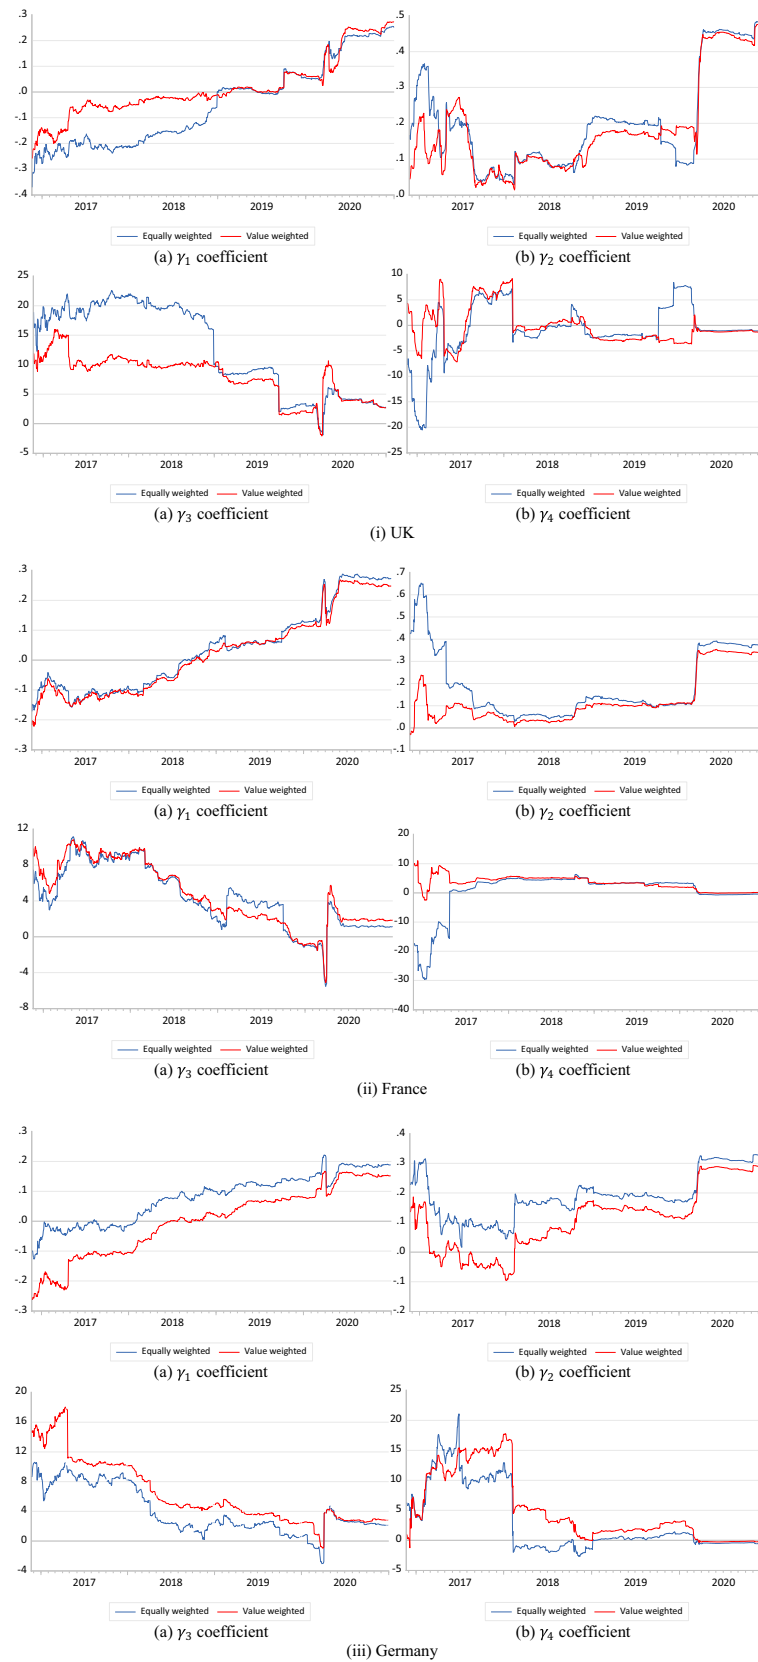 .3
.2
.1
.0
-.1
-.2
-.3
-.4
2017 2018 2019 2020
Equally weighted Value weighted
(a) γ1 coefficient
.5
.4
.3
.2
.1
.0
2017 2018 2019 2020
Equally weighted Value weighted
(b) γ2 coefficient
25
20
15
10
5
0
-5
2017 2018 2019 2020
Equally weighted Value weighted
(a) γ3 coefficient
10
5
0
-5
-10
-15
-20
-25
2017 2018 2019 2020
Equally weighted Value weighted
(b) γ4 coefficient
(i) UK
.3
.2
.1
.0
-.1
-.2
-.3
2017 2018 2019 2020
Equally weighted Value weighted
(a) γ1 coefficient
.7
.6
.5
.4
.3
.2
.1
.0
-.1
2017 2018 2019 2020
Equally weighted Value weighted
(b) γ2 coefficient
12
8
4
0
-4
-8
2017 2018 2019 2020
Equally weighted Value weighted
(a) γ3 coefficient
20
10
0
-10
-20
-30
-40
2017 2018 2019 2020
Equally weighted Value weighted
(b) γ4 coefficient
(ii) France
.3
.2
.1
.0
-.1
-.2
-.3
2017 2018 2019 2020
Equally weighted Value weighted
(a) γ1 coefficient
.4
.3
.2
.1
.0
-.1
-.2
2017 2018 2019 2020
Equally weighted Value weighted
(b) γ2 coefficient
20
16
12
8
4
0
-4
2017 2018 2019 2020
Equally weighted Value weighted
(a) γ3 coefficient
25
20
15
10
5
0
-5
2017 2018 2019 2020
Equally weighted Value weighted
(b) γ4 coefficient
(iii) Germany